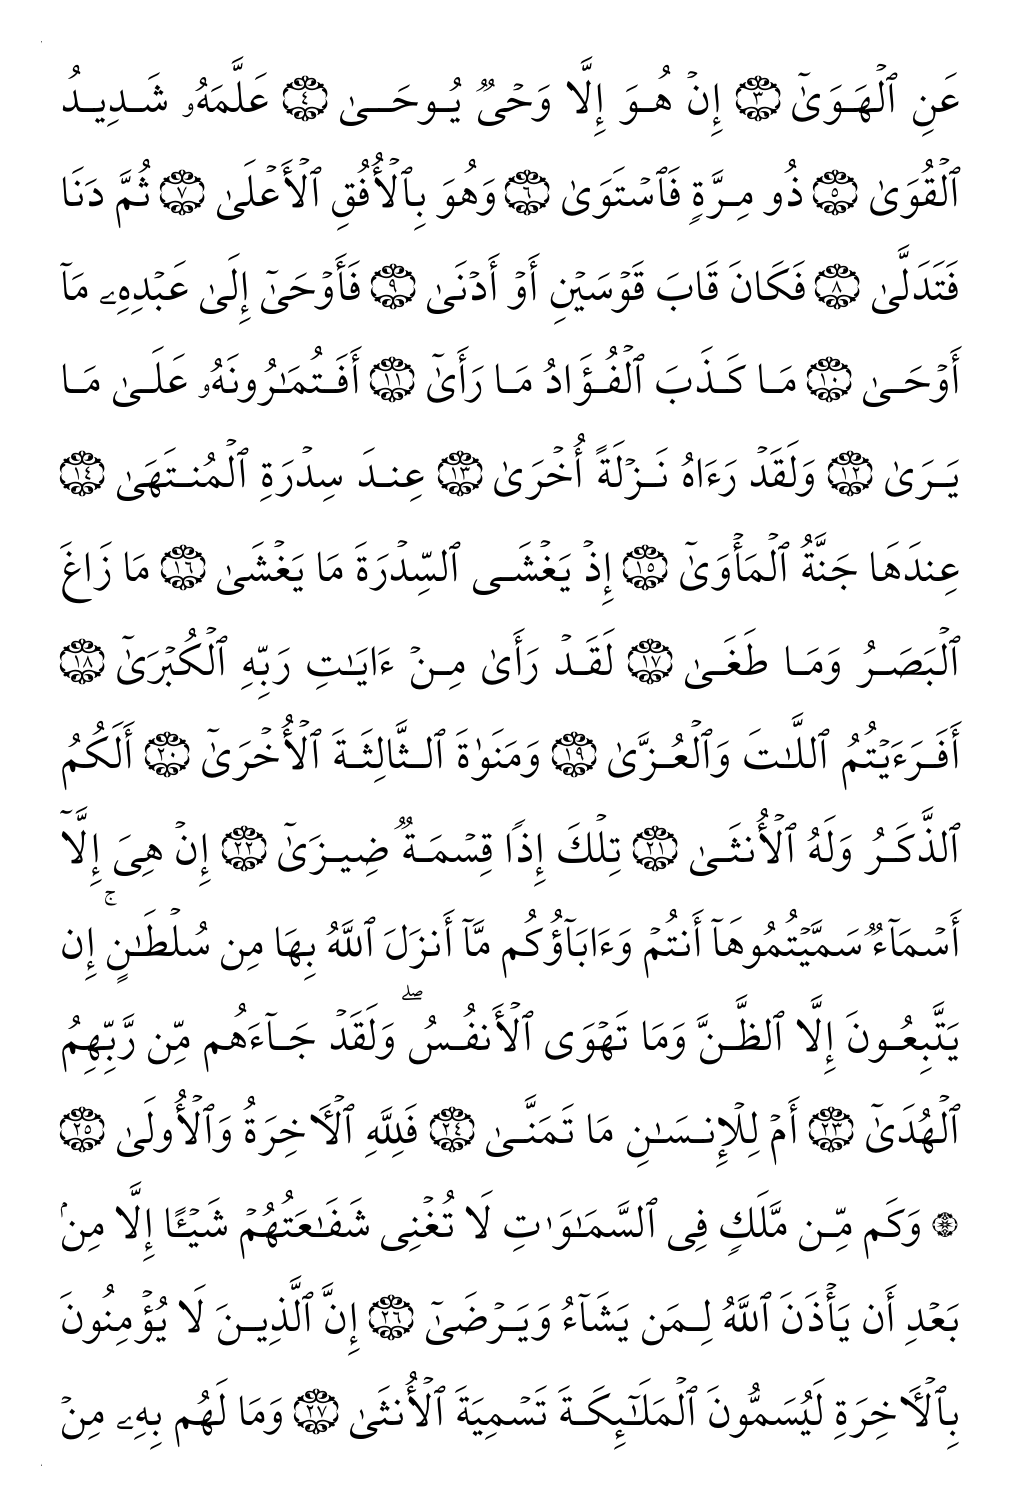 عَنِ ٱلۡهَوَىٰٓ ٣ إِنۡ هُوَ إِلَّا وَحۡيٞ يُوحَىٰ ٤ عَلَّمَهُۥ شَدِيدُ
ٱلۡقُوَىٰ ٥ ذُو مِرَّةٖ فَٱسۡتَوَىٰ ٦ وَهُوَ بِٱلۡأُفُقِ ٱلۡأَعۡلَىٰ ٧ ثُمَّ دَنَا
فَتَدَلَّىٰ ٨ فَكَانَ قَابَ قَوۡسَيۡنِ أَوۡ أَدۡنَىٰ ٩ فَأَوۡحَىٰٓ إِلَىٰ عَبۡدِهِۦ مَآ
أَوۡحَىٰ ١٠ مَا كَذَبَ ٱلۡفُؤَادُ مَا رَأَىٰٓ ١١ أَفَتُمَٰرُونَهُۥ عَلَىٰ مَا
يَرَىٰ ١٢ وَلَقَدۡ رَءَاهُ نَزۡلَةً أُخۡرَىٰ ١٣ عِندَ سِدۡرَةِ ٱلۡمُنتَهَىٰ ١٤
عِندَهَا جَنَّةُ ٱلۡمَأۡوَىٰٓ ١٥ إِذۡ يَغۡشَى ٱلسِّدۡرَةَ مَا يَغۡشَىٰ ١٦ مَا زَاغَ
ٱلۡبَصَرُ وَمَا طَغَىٰ ١٧ لَقَدۡ رَأَىٰ مِنۡ ءَايَٰتِ رَبِّهِ ٱلۡكُبۡرَىٰٓ ١٨
أَفَرَءَيۡتُمُ ٱللَّٰتَ وَٱلۡعُزَّىٰ ١٩ وَمَنَوٰةَ ٱلثَّالِثَةَ ٱلۡأُخۡرَىٰٓ ٢٠ أَلَكُمُ
ٱلذَّكَرُ وَلَهُ ٱلۡأُنثَىٰ ٢١ تِلۡكَ إِذٗا قِسۡمَةٞ ضِيزَىٰٓ ٢٢ إِنۡ هِيَ إِلَّآ
أَسۡمَآءٞ سَمَّيۡتُمُوهَآ أَنتُمۡ وَءَابَآؤُكُم مَّآ أَنزَلَ ٱللَّهُ بِهَا مِن سُلۡطَٰنٍۚ إِن
يَتَّبِعُونَ إِلَّا ٱلظَّنَّ وَمَا تَهۡوَى ٱلۡأَنفُسُۖ وَلَقَدۡ جَآءَهُم مِّن رَّبِّهِمُ
ٱلۡهُدَىٰٓ ٢٣ أَمۡ لِلۡإِنسَٰنِ مَا تَمَنَّىٰ ٢٤ فَلِلَّهِ ٱلۡأٓخِرَةُ وَٱلۡأُولَىٰ ٢٥
۞ وَكَم مِّن مَّلَكٖ فِي ٱلسَّمَٰوَٰتِ لَا تُغۡنِي شَفَٰعَتُهُمۡ شَيۡـًٔا إِلَّا مِنۢ
بَعۡدِ أَن يَأۡذَنَ ٱللَّهُ لِمَن يَشَآءُ وَيَرۡضَىٰٓ ٢٦ إِنَّ ٱلَّذِينَ لَا يُؤۡمِنُونَ
بِٱلۡأٓخِرَةِ لَيُسَمُّونَ ٱلۡمَلَٰٓئِكَةَ تَسۡمِيَةَ ٱلۡأُنثَىٰ ٢٧ وَمَا لَهُم بِهِۦ مِنۡ